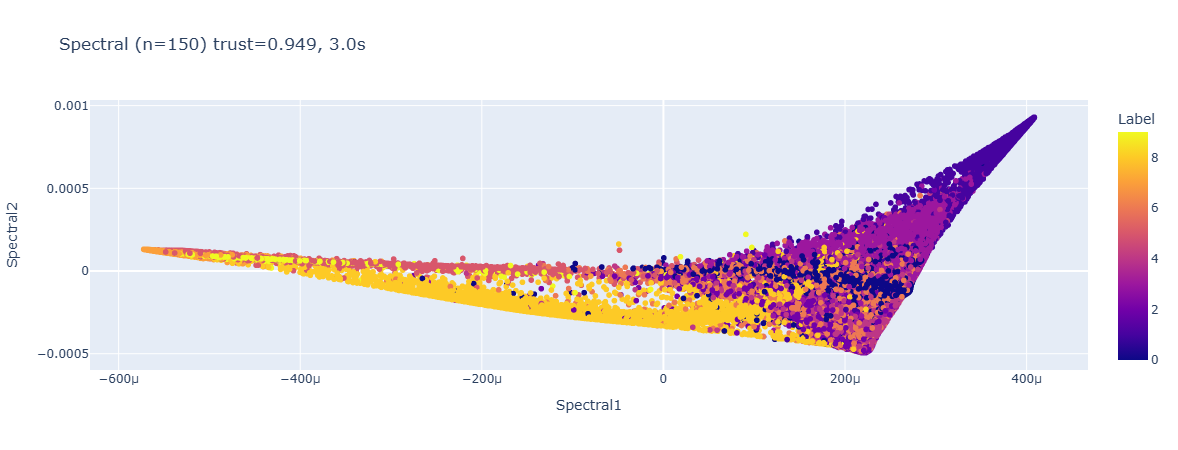 Spectral (n=150) trust=0.949, 3.0s
Label
0.001
0.0005
0
−0.0005
Spectral2
8
6
4
2
0
−600μ
−400μ
−200μ
0
200μ
400μ
Spectral1